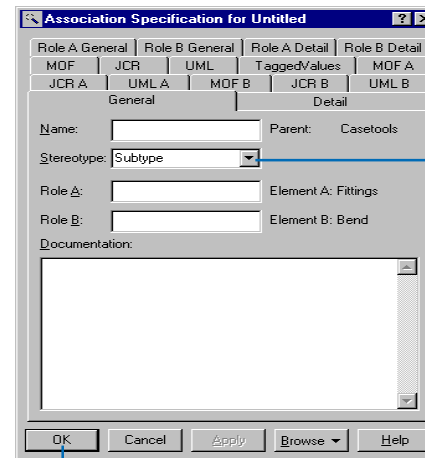 Association Specification for Untitled
Role A General Role B General Role A Detail Role B Detail
MOF JCR UML TaggedValues MOF A
JCR A UML A MOF B JCR B UML B
General Detail
Name: Parent: Casetools
Stereotype: Subtype
Role A: Element A: Fittings
Role B: Element B: Bend
Documentation:
OK Cancel Apply Browse Help